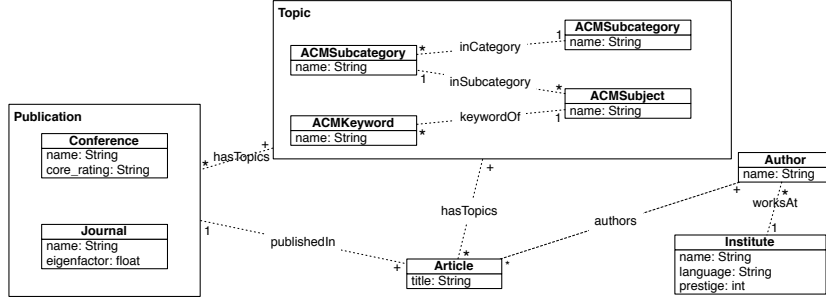 Topic
ACMSubcategory
name: String
*
inCategory
1
ACMSubcategory
name: String
1
inSubcategory
*
ACMSubject
name: String
ACMKeyword
name: String
*
keywordOf
1
Publication
Conference
name: String
core_rating: String
Journal
name: String
eigenfactor: float
*
hasTopics
+
+
hasTopics
*
1
publishedIn
+
Article
title: String
*
authors
+
Author
name: String
*
worksAt
1
Institute
name: String
language: String
prestige: int